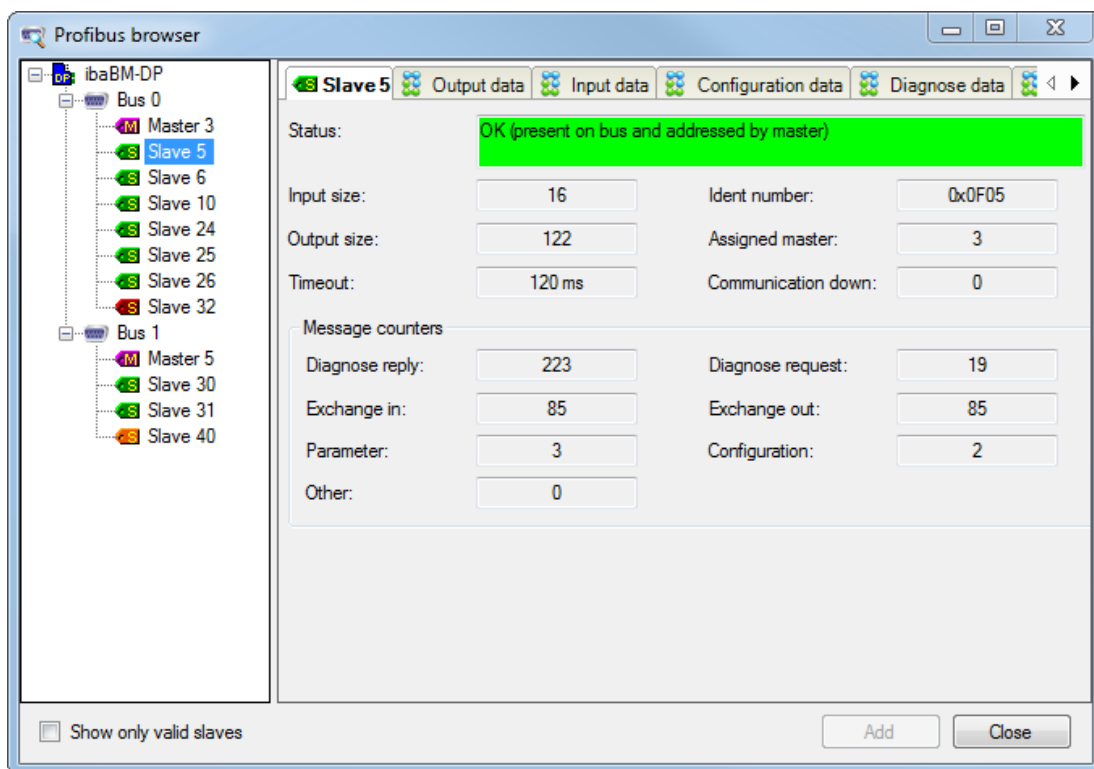 Profibus browser
ibaBM-DP
Bus 0
Master 3
Slave 5
Slave 6
Slave 10
Slave 24
Slave 25
Slave 26
Slave 32
Bus 1
Master 5
Slave 30
Slave 31
Slave 40
Slave 5 Output data Input data Configuration data Diagnose data
Status: OK (present on bus and addressed by master)
Input size: 16 Ident number: 0x0F05
Output size: 122 Assigned master: 3
Timeout: 120 ms Communication down: 0
Message counters
Diagnose reply: 223 Diagnose request: 19
Exchange in: 85 Exchange out: 85
Parameter: 3 Configuration: 2
Other: 0
Show only valid slaves Add Close